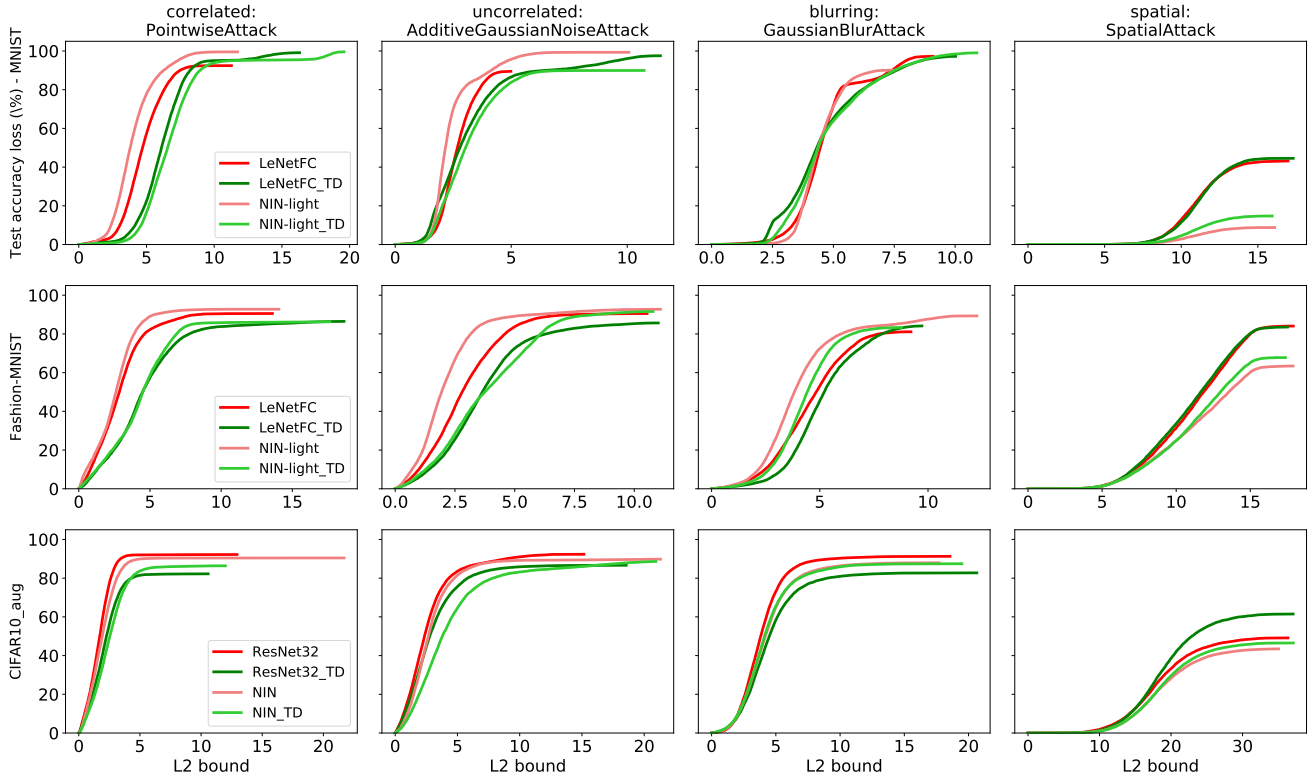 correlated:
PointwiseAttack
uncorrelated:
AdditiveGaussianNoiseAttack
blurring:
GaussianBlurAttack
spatial:
SpatialAttack
Test accuracy loss (\%) - MNIST
100
80
60
40
20
0
LeNetFC
LeNetFC_TD
NIN-light
NIN-light_TD
0 5 10 15 20
0 5 10
0.0 2.5 5.0 7.5 10.0
0 5 10 15
Fashion-MNIST
100
80
60
40
20
0
LeNetFC
LeNetFC_TD
NIN-light
NIN-light_TD
0 5 10 15
0.0 2.5 5.0 7.5 10.0
0 5 10
0 5 10 15
CIFAR10_aug
100
80
60
40
20
0
ResNet32
ResNet32_TD
NIN
NIN_TD
0 5 10 15 20
0 5 10 15 20
0 5 10 15 20
0 10 20 30
L2 bound
L2 bound
L2 bound
L2 bound